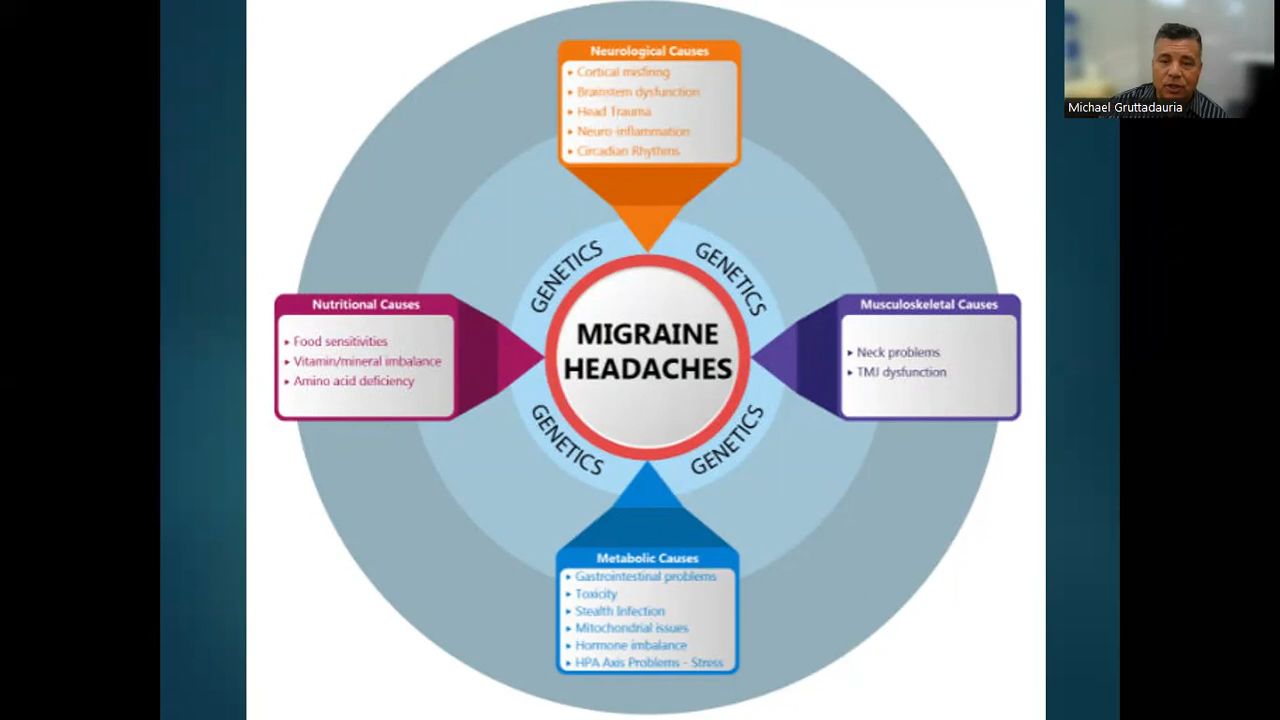 Neurological Causes
Cortical misfiring
Brainstem dysfunction
Head Trauma
Neuro-inflammation
Circadian Rhythms
Michael Gruttadauria
GENETICS
GENETICS
Nutritional Causes
Food sensitivities
Vitamin/mineral imbalance
Amino acid deficiency
MIGRAINE
HEADACHES
Musculoskeletal Causes
Neck problems
TMJ dysfunction
GENETICS
GENETICS
Metabolic Causes
Gastrointestinal problems
Toxicity
Stealth Infection
Mitochondrial issues
Hormone imbalance
HPA Axis Problems - Stress